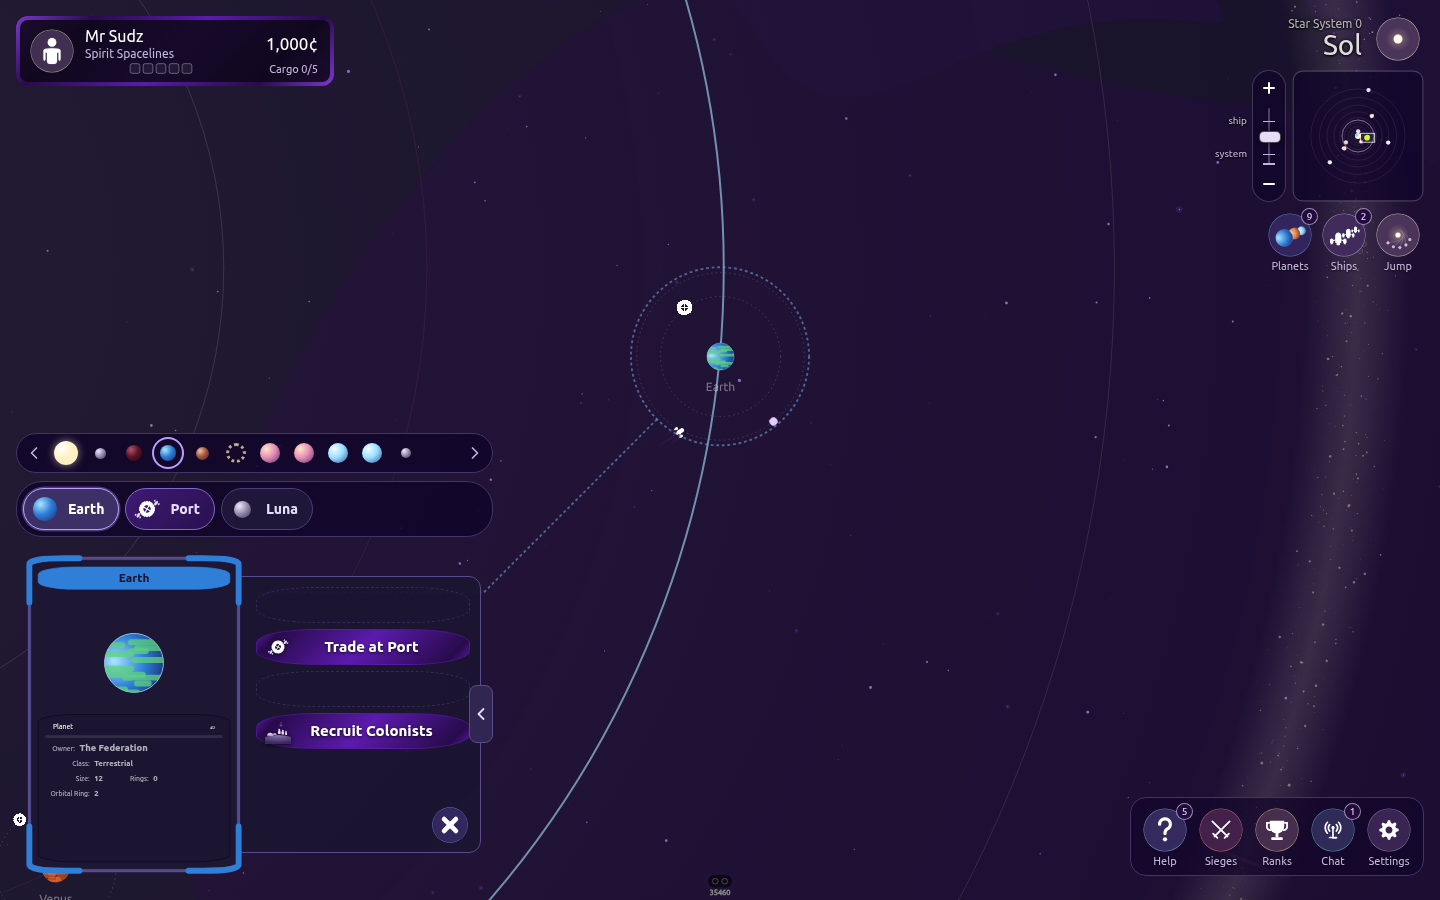 Mr Sudz
Spirit Spacelines
1,000¢
Cargo 0/5
Star System 0
Sol
ship
system
9
2
Planets
Ships
Jump
Earth
Earth
Port
Luna
Earth
Planet
Owner: The Federation
Class: Terrestrial
Size: 12 Rings: 0
Orbital Ring: 2
Trade at Port
Recruit Colonists
Venus
35460
5
1
Help
Sieges
Ranks
Chat
Settings